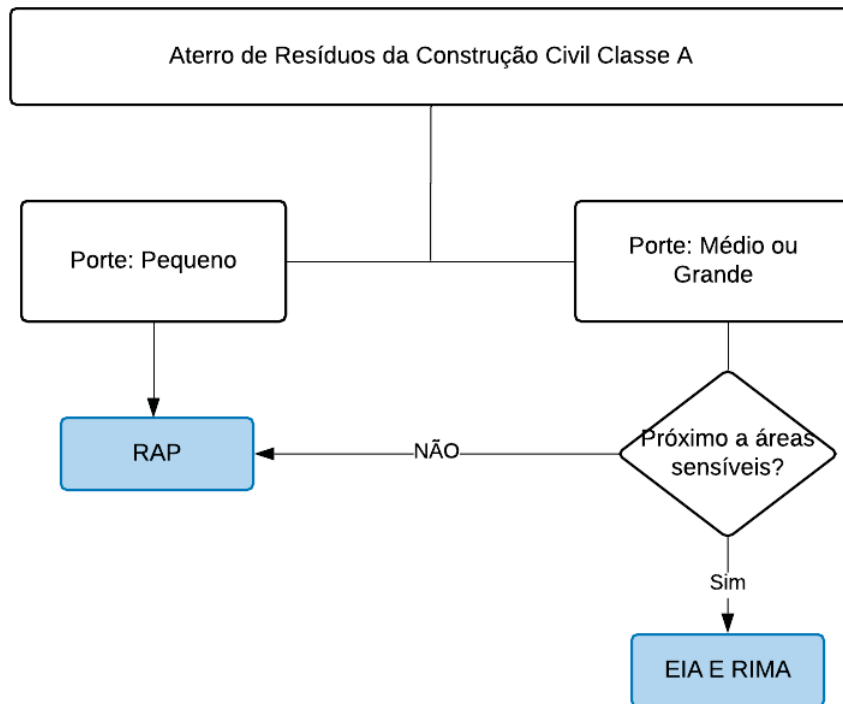 Aterro de Resíduos da Construção Civil Classe A
Porte: Pequeno
Porte: Médio ou
Grande
RAP
NÃO
Próximo a áreas
sensíveis?
Sim
EIA E RIMA